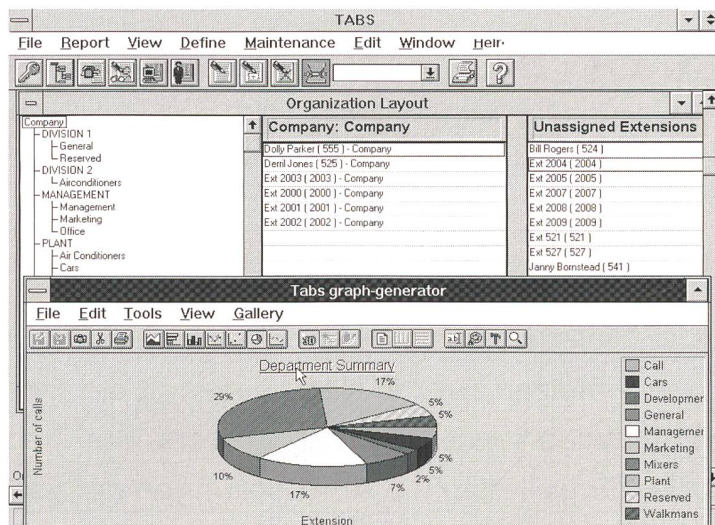 TABS
File Report View Define Maintenance Edit Window
Organization Layout
Company
DIVISION 1
General
Reserved
DIVISION 2
Airconditioners
MANAGEMENT
Management
Marketing
Office
PLANT
Air Conditioners
Cars
Company: Company
Dolly Parker ( 555 ) - Company
Derril Jones ( 525 ) - Company
Ext 2003 ( 2003 ) - Company
Ext 2000 ( 2000 ) - Company
Ext 2001 ( 2001 ) - Company
Ext 2002 ( 2002 ) - Company
Unassigned Extensions
Bill Rogers ( 524 )
Ext 2004 ( 2004 )
Ext 2005 ( 2005 )
Ext 2007 ( 2007 )
Ext 2008 ( 2008 )
Ext 2009 ( 2009 )
Ext 521 ( 521 )
Ext 527 ( 527 )
Janny Bornstead ( 541 )
Tabs graph-generator
File Edit Tools View Gallery
3D
Department Summary
Number of calls
29%
17%
5%
5%
5%
5%
2%
7%
17%
10%
Extension
Call
Cars
Developmer
General
Managemer
Marketing
Mixers
Plant
Reserved
Walkmans